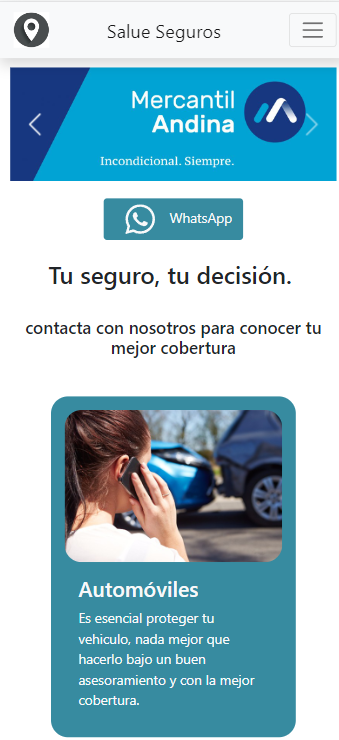 Salue Seguros
Mercantil
Andina
Incondicional. Siempre.
WhatsApp
Tu seguro, tu decisión.
contacta con nosotros para conocer tu
mejor cobertura
Automóviles
Es esencial proteger tu
vehiculo, nada mejor que
hacerlo bajo un buen
asesoramiento y con la mejor
cobertura.